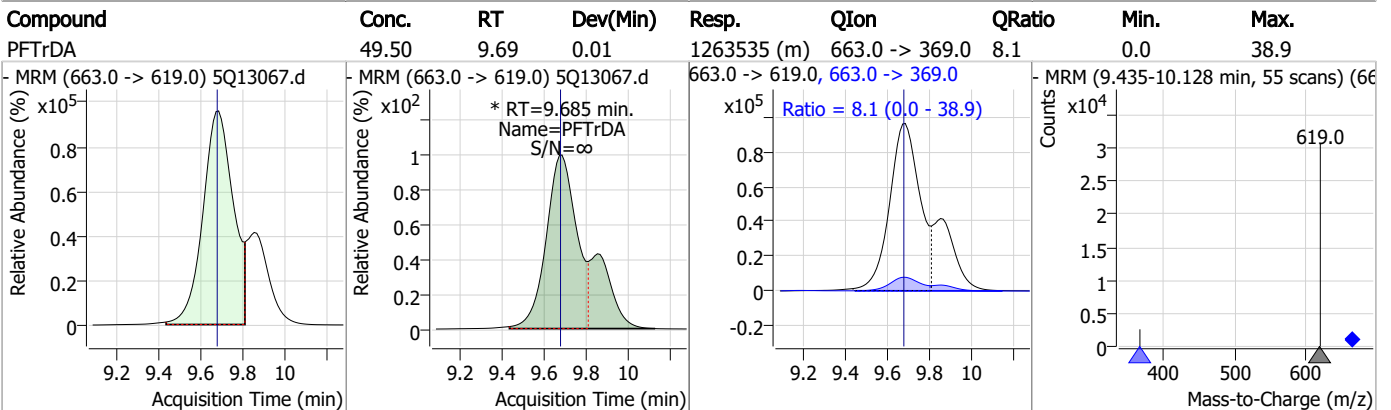 Compound Conc. RT Dev(Min) Resp. QIon QRatio Min. Max.
PFTrDA 49.50 9.69 0.01 1263535 (m) 663.0 -> 369.0 8.1 0.0 38.9
- MRM (663.0 -> 619.0) 5Q13067.d
x10^5
Relative Abundance (%)
0.8
0.6
0.4
0.2
0
9.2 9.4 9.6 9.8 10
Acquisition Time (min)
- MRM (663.0 -> 619.0) 5Q13067.d
x10^2
* RT=9.685 min.
Name=PFTrDA
S/N=∞
Relative Abundance (%)
1
0.8
0.6
0.4
0.2
0
9.2 9.4 9.6 9.8 10
Acquisition Time (min)
663.0 -> 619.0, 663.0 -> 369.0
x10^5
Ratio = 8.1 (0.0 - 38.9)
0.8
0.6
0.4
0.2
0
-0.2
9.2 9.4 9.6 9.8 10
Acquisition Time (min)
- MRM (9.435-10.128 min, 55 scans) (66
x10^4
Counts
619.0
3
2.5
2
1.5
1
0.5
0
400 500 600
Mass-to-Charge (m/z)